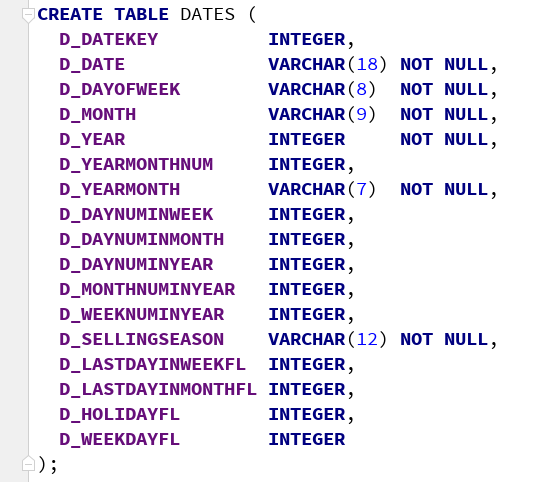 CREATE TABLE DATES (
  D_DATEKEY          INTEGER,
  D_DATE             VARCHAR(18) NOT NULL,
  D_DAYOFWEEK        VARCHAR(8)  NOT NULL,
  D_MONTH            VARCHAR(9)  NOT NULL,
  D_YEAR             INTEGER     NOT NULL,
  D_YEARMONTHNUM     INTEGER,
  D_YEARMONTH        VARCHAR(7)  NOT NULL,
  D_DAYNUMINWEEK     INTEGER,
  D_DAYNUMINMONTH    INTEGER,
  D_DAYNUMINYEAR     INTEGER,
  D_MONTHNUMINYEAR   INTEGER,
  D_WEEKNUMINYEAR    INTEGER,
  D_SELLINGSEASON    VARCHAR(12) NOT NULL,
  D_LASTDAYINWEEKFL  INTEGER,
  D_LASTDAYINMONTHFL INTEGER,
  D_HOLIDAYFL        INTEGER,
  D_WEEKDAYFL        INTEGER
);